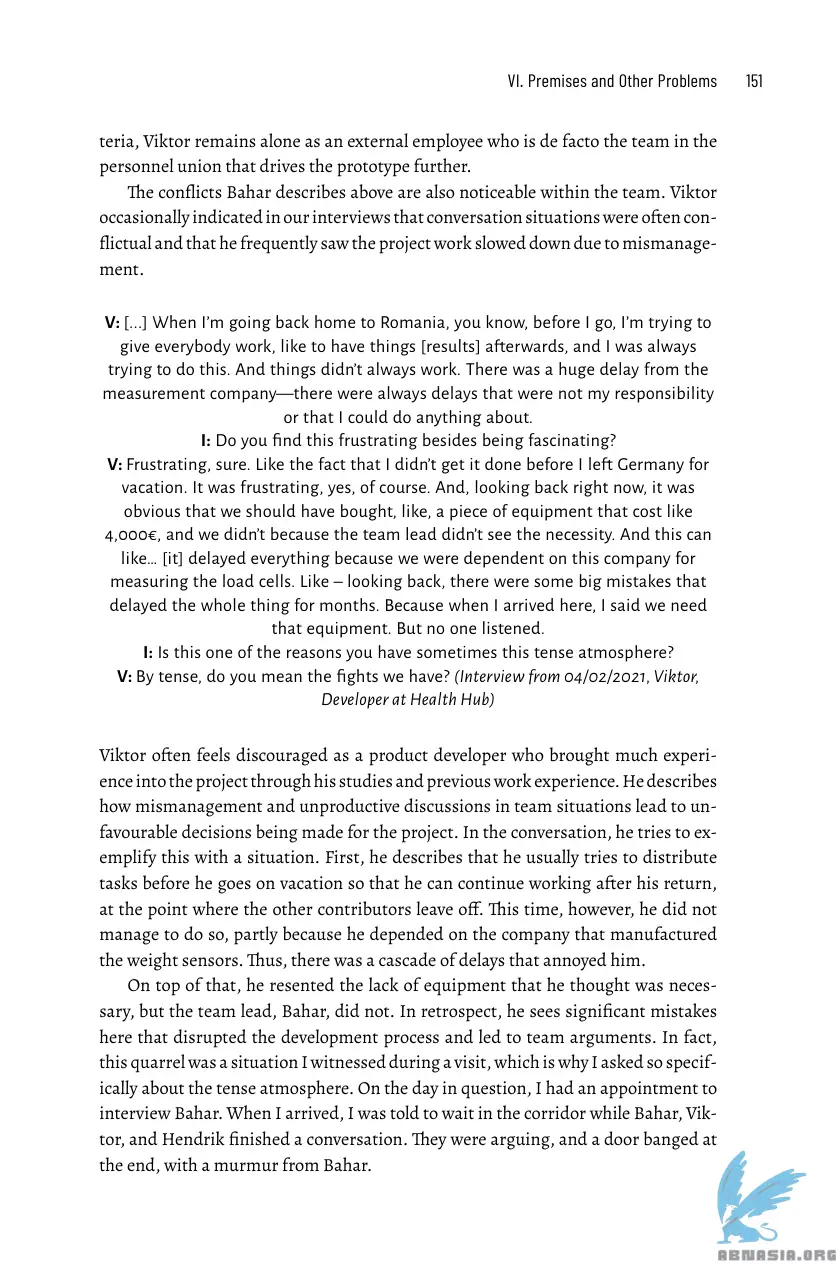 VI. Premises and Other Problems 151
teria, Viktor remains alone as an external employee who is de facto the team in the
personnel union that drives the prototype further.
The conflicts Bahar describes above are also noticeable within the team. Viktor
occasionally indicated in our interviews that conversation situations were often con-
flictual and that he frequently saw the project work slowed down due to mismanage-
ment.
V: [...] When I’m going back home to Romania, you know, before I go, I’m trying to
give everybody work, like to have things [results] afterwards, and I was always
trying to do this. And things didn’t always work. There was a huge delay from the
measurement company—there were always delays that were not my responsibility
or that I could do anything about.
I: Do you find this frustrating besides being fascinating?
V: Frustrating, sure. Like the fact that I didn’t get it done before I left Germany for
vacation. It was frustrating, yes, of course. And, looking back right now, it was
obvious that we should have bought, like, a piece of equipment that cost like
4,000€, and we didn’t because the team lead didn’t see the necessity. And this can
like… [it] delayed everything because we were dependent on this company for
measuring the load cells. Like – looking back, there were some big mistakes that
delayed the whole thing for months. Because when I arrived here, I said we need
that equipment. But no one listened.
I: Is this one of the reasons you have sometimes this tense atmosphere?
V: By tense, do you mean the fights we have? (Interview from 04/02/2021, Viktor,
Developer at Health Hub)
Viktor often feels discouraged as a product developer who brought much experi-
ence into the project through his studies and previous work experience. He describes
how mismanagement and unproductive discussions in team situations lead to un-
favourable decisions being made for the project. In the conversation, he tries to ex-
emplify this with a situation. First, he describes that he usually tries to distribute
tasks before he goes on vacation so that he can continue working after his return,
at the point where the other contributors leave off. This time, however, he did not
manage to do so, partly because he depended on the company that manufactured
the weight sensors. Thus, there was a cascade of delays that annoyed him.
On top of that, he resented the lack of equipment that he thought was neces-
sary, but the team lead, Bahar, did not. In retrospect, he sees significant mistakes
here that disrupted the development process and led to team arguments. In fact,
this quarrel was a situation I witnessed during a visit, which is why I asked so specif-
ically about the tense atmosphere. On the day in question, I had an appointment to
interview Bahar. When I arrived, I was told to wait in the corridor while Bahar, Vik-
tor, and Hendrik finished a conversation. They were arguing, and a door banged at
the end, with a murmur from Bahar.
ABNASIA.ORG